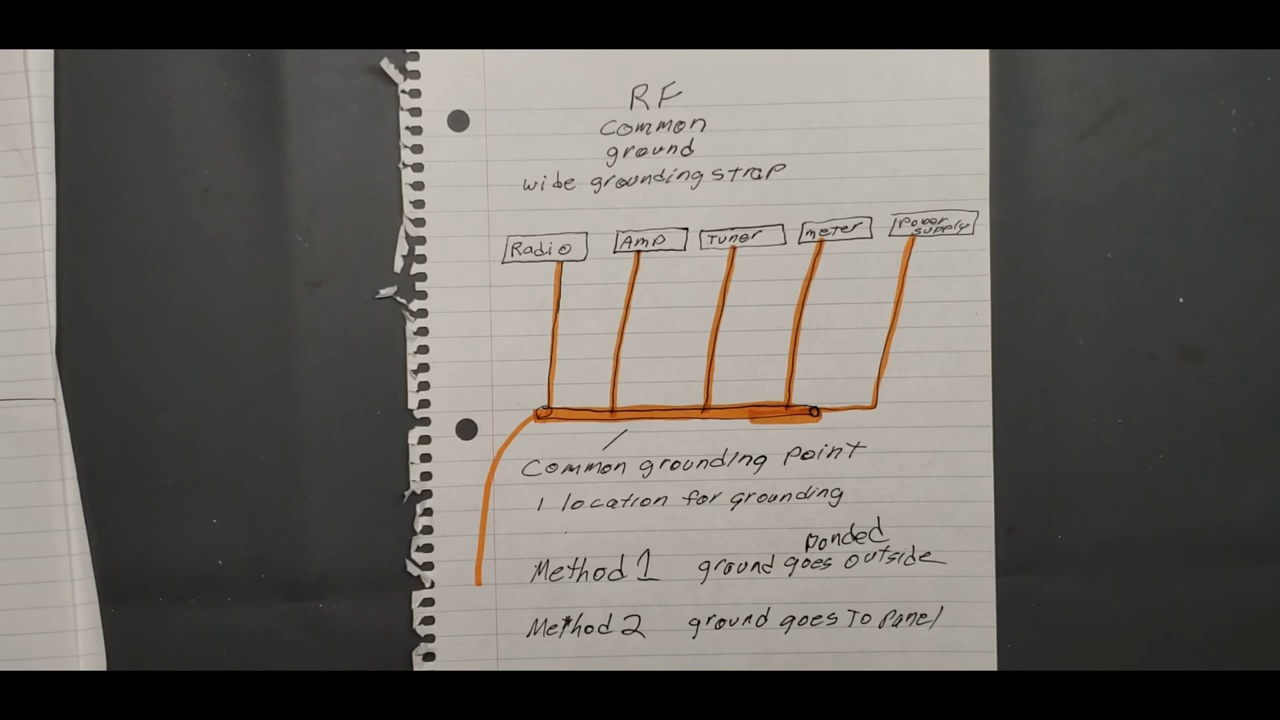 RF
common
ground
wide grounding strap
Radio
Amp
Tuner
meter
Power
supply
Common grounding point
1 location for grounding
bonded
Method 1 ground goes outside
Method 2 ground goes To panel